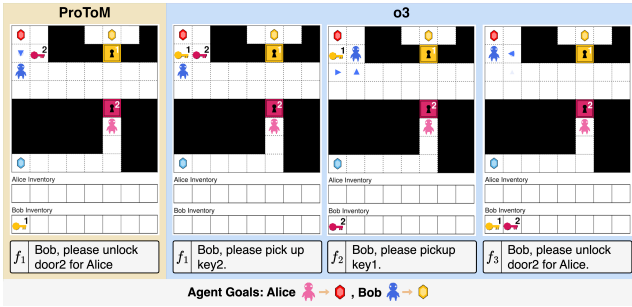 ProToM
o3
2
1 2
1
1
2
2
2
2
Alice Inventory
Alice Inventory
Alice Inventory
Alice Inventory
Bob Inventory
Bob Inventory
Bob Inventory
Bob Inventory
1
2
1 2
f1 Bob, please unlock
door2 for Alice
f1 Bob, please pick up
key2.
f2 Bob, please pickup
key1.
f3 Bob, please unlock
door2 for Alice.
Agent Goals: Alice → , Bob →